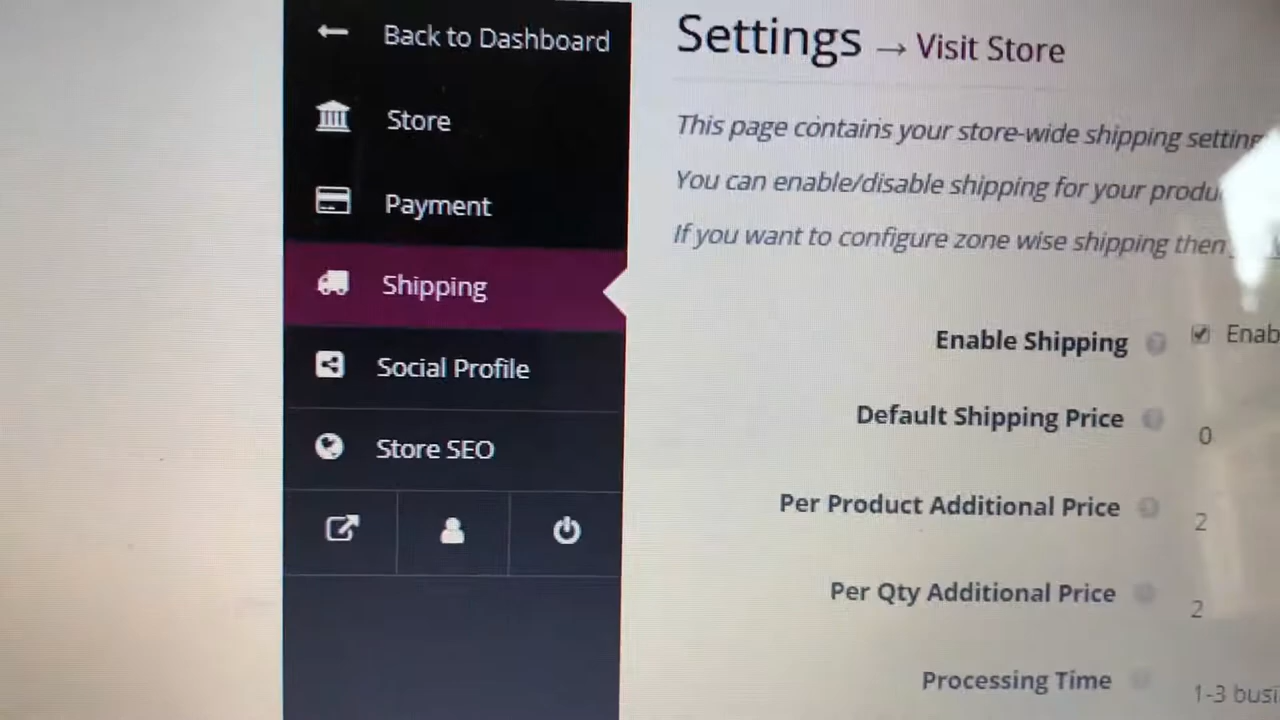 Back to Dashboard
Store
Payment
Shipping
Social Profile
Store SEO
Settings → Visit Store
This page contains your store-wide shipping setting
You can enable/disable shipping for your produ
If you want to configure zone wise shipping then
Enable Shipping Enab
Default Shipping Price 0
Per Product Additional Price 2
Per Qty Additional Price 2
Processing Time 1-3 busi